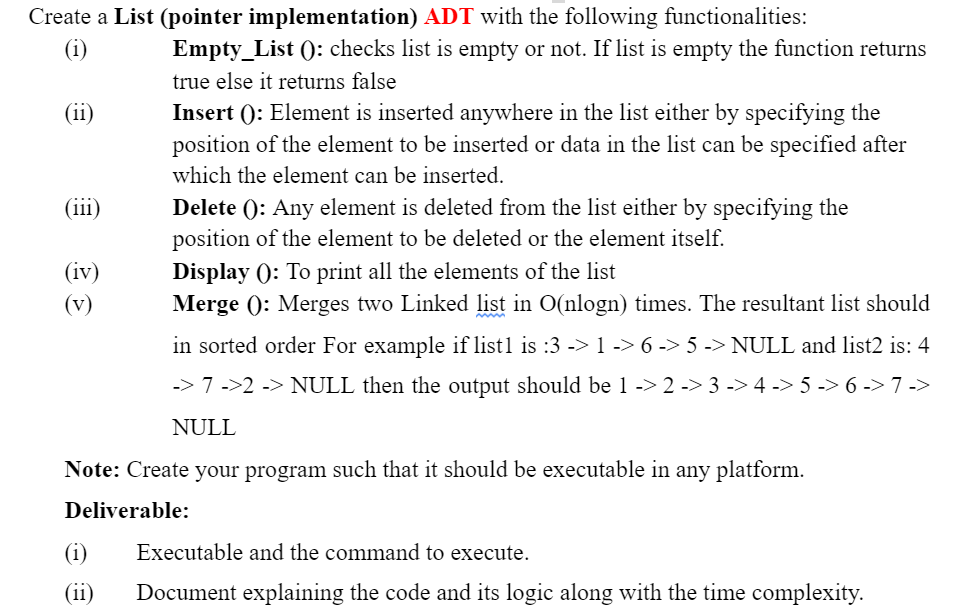 Create a List (pointer implementation) ADT with the following functionalities:
(i) Empty_List (): checks list is empty or not. If list is empty the function returns
true else it returns false
(ii) Insert (): Element is inserted anywhere in the list either by specifying the
position of the element to be inserted or data in the list can be specified after
which the element can be inserted.
(iii) Delete (): Any element is deleted from the list either by specifying the
position of the element to be deleted or the element itself.
(iv) Display (): To print all the elements of the list
(v) Merge (): Merges two Linked list in O(nlogn) times. The resultant list should
in sorted order For example if list1 is :3 -> 1 -> 6 -> 5 -> NULL and list2 is: 4
-> 7 ->2 -> NULL then the output should be 1 -> 2 -> 3 -> 4 -> 5 -> 6 -> 7 ->
NULL
Note: Create your program such that it should be executable in any platform.
Deliverable:
(i) Executable and the command to execute.
(ii) Document explaining the code and its logic along with the time complexity.